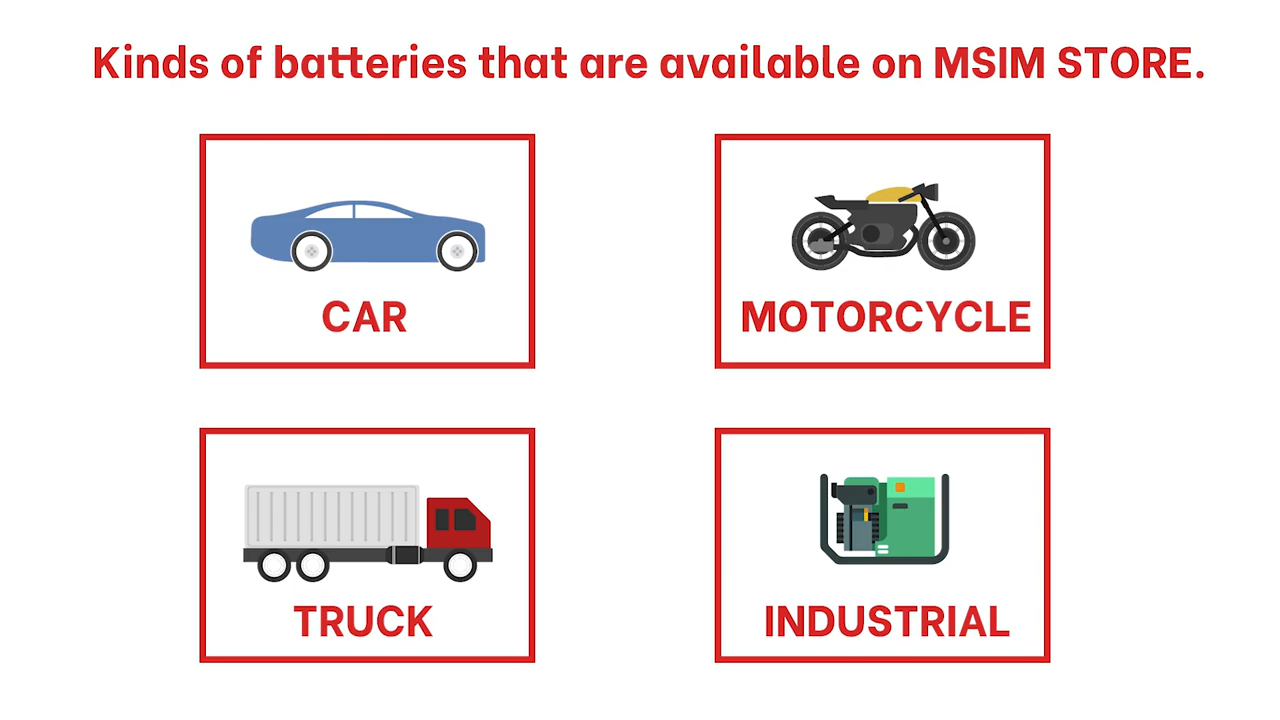 Kinds of batteries that are available on MSIM STORE.
CAR
MOTORCYCLE
TRUCK
INDUSTRIAL